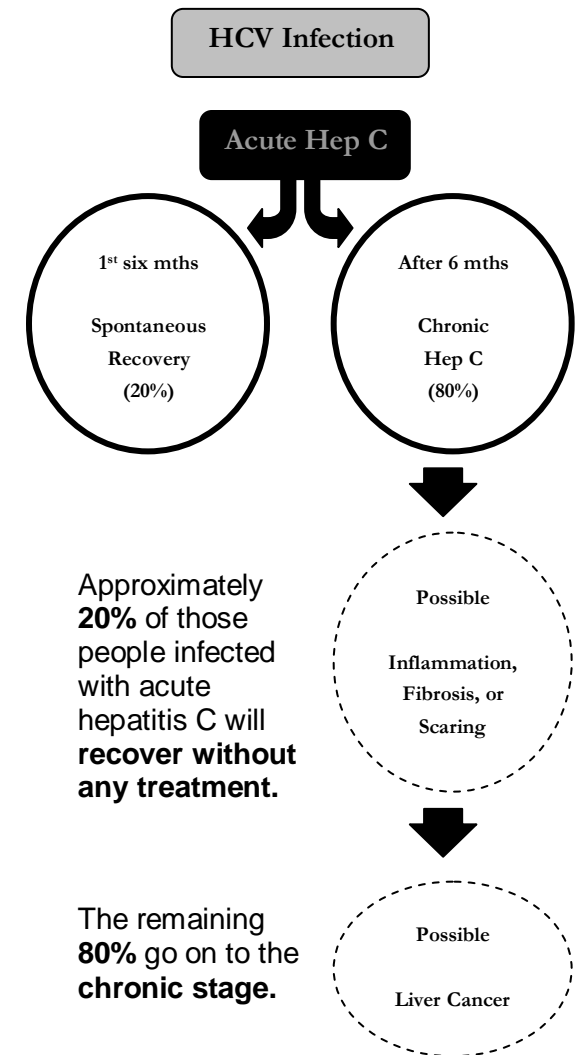 HCV Infection
Acute Hep C
1st six mths
Spontaneous
Recovery
(20%)
After 6 mths
Chronic
Hep C
(80%)
Approximately
20% of those
people infected
with acute
hepatitis C will
recover without
any treatment.
Possible
Inflammation,
Fibrosis, or
Scaring
The remaining
80% go on to the
chronic stage.
Possible
Liver Cancer